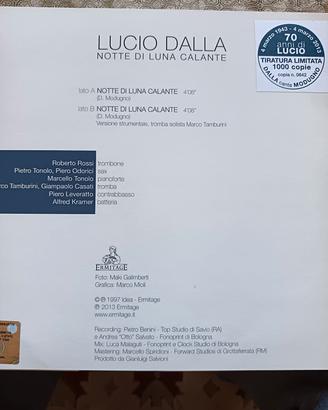 LUCIO DALLA
NOTTE DI LUNA CALANTE
4 marzo 1943 - 4 marzo 2013
70
anni di
LUCIO
TIRATURA LIMITATA
1000 copie
copia n. 0642
DALLA canta MODUGNO
lato A NOTTE DI LUNA CALANTE 4'06"
(D. Modugno)
lato B NOTTE DI LUNA CALANTE 4'08"
(D. Modugno)
Versione strumentale, tromba solista Marco Tamburini
Roberto Rossi trombone
Pietro Tonolo, Piero Odorici sax
Marcello Tonolo pianoforte
rco Tamburini, Giampaolo Casati tromba
Piero Leveratto contrabbasso
Alfred Kramer batteria
ERMITAGE
Foto: Maki Galimberti
Grafica: Marco Mioli
©℗ 1997 Idea - Ermitage
℗ 2013 Ermitage
www.ermitage.it
Recording: Pietro Benini - Top Studio di Savio (RA)
e Andrea "Otto" Salvato - Fonoprint di Bologna
Mix: Luca Malaguti - Fonoprint e Clock Studio di Bologna
Mastering: Marcello Spiridioni - Forward Studios di Grottaferrata (RM)
Prodotto da Gianluigi Salvioni